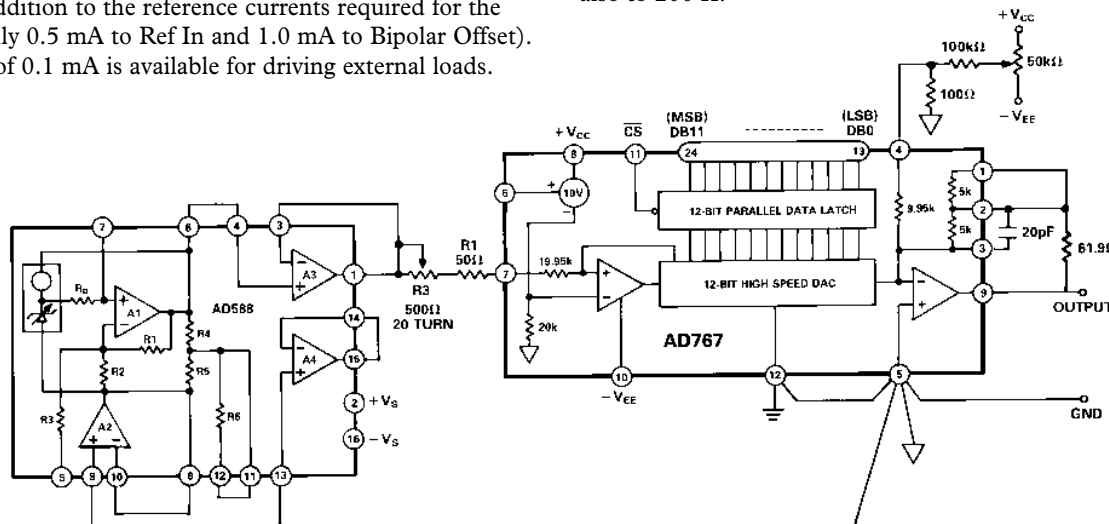 ddition to the reference currents required for the
ly 0.5 mA to Ref In and 1.0 mA to Bipolar Offset).
of 0.1 mA is available for driving external loads.
+VCC
100kΩ
50kΩ
100Ω
-VEE
(MSB)
DB11
(LSB)
DB0
+VCC
CS
8
11
24
13
4
6
+
10V
-
1
5k
2
5k
3
9.95k
20pF
12-BIT PARALLEL DATA LATCH
7
6
4
3
R1
50Ω
7
19.95k
+
-
12-BIT HIGH SPEED DAC
-
+
9
OUTPUT
A3
1
R3
500Ω
20 TURN
RB
+
A1
-
AD588
R4
R1
14
20k
AD767
A4
15
R2
R5
10
-VEE
12
5
GND
2
+VS
R3
R6
A2
+
-
16
-VS
5
9
10
8
12
11
13